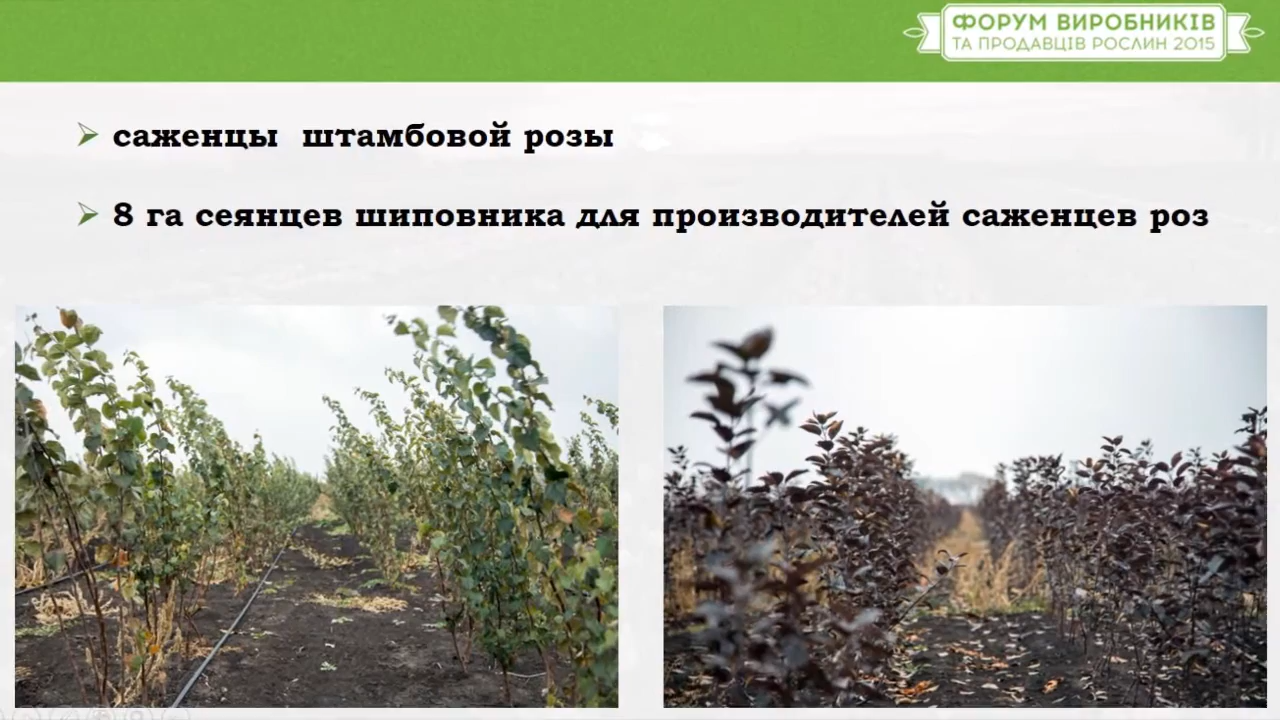 ФОРУМ ВИРОБНИКІВ
ТА ПРОДАВЦІВ РОСЛИН 2015
саженцы штамбовой розы
8 га сеянцев шиповника для производителей саженцев роз